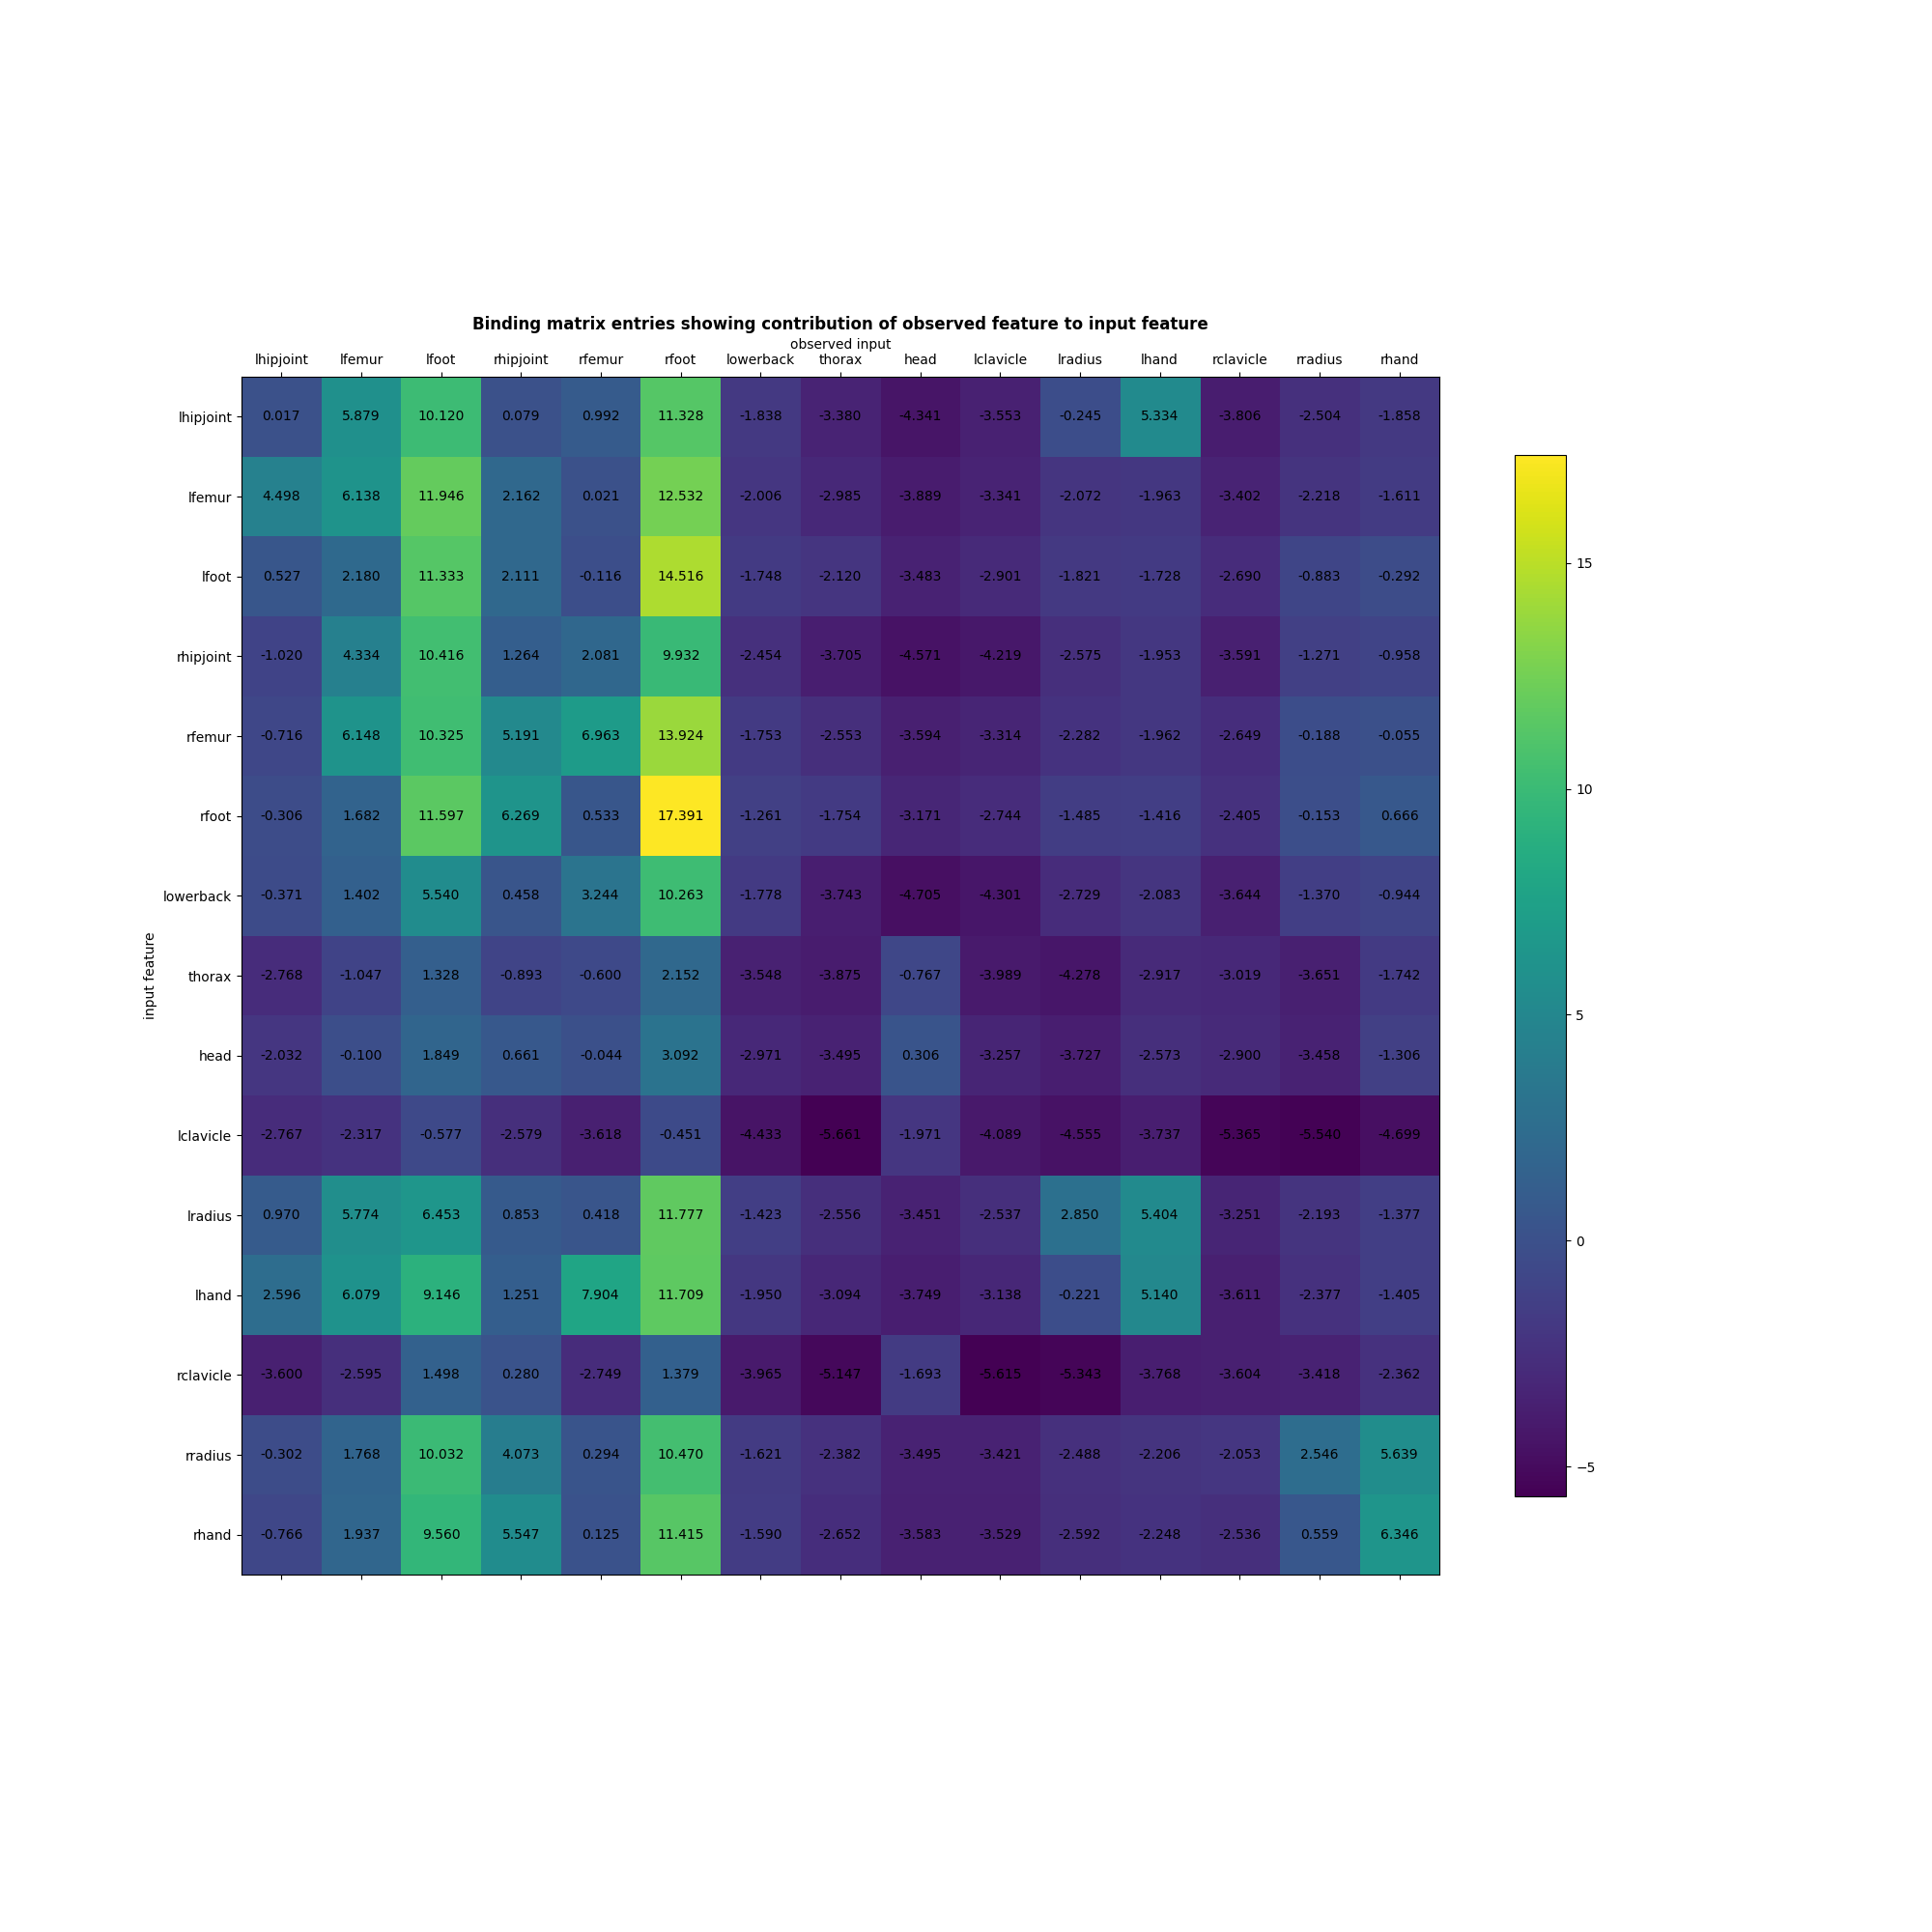 Binding matrix entries showing contribution of observed feature to input feature
observed input
lhipjoint lfemur lfoot rhipjoint rfemur rfoot lowerback thorax head lclavicle lradius lhand rclavicle rradius rhand
lhipjoint 0.017 5.879 10.120 0.079 0.992 11.328 -1.838 -3.380 -4.341 -3.553 -0.245 5.334 -3.806 -2.504 -1.858
lfemur 4.498 6.138 11.946 2.162 0.021 12.532 -2.006 -2.985 -3.889 -3.341 -2.072 -1.963 -3.402 -2.218 -1.611
lfoot 0.527 2.180 11.333 2.111 -0.116 14.516 -1.748 -2.120 -3.483 -2.901 -1.821 -1.728 -2.690 -0.883 -0.292
rhipjoint -1.020 4.334 10.416 1.264 2.081 9.932 -2.454 -3.705 -4.571 -4.219 -2.575 -1.953 -3.591 -1.271 -0.958
rfemur -0.716 6.148 10.325 5.191 6.963 13.924 -1.753 -2.553 -3.594 -3.314 -2.282 -1.962 -2.649 -0.188 -0.055
rfoot -0.306 1.682 11.597 6.269 0.533 17.391 -1.261 -1.754 -3.171 -2.744 -1.485 -1.416 -2.405 -0.153 0.666
lowerback -0.371 1.402 5.540 0.458 3.244 10.263 -1.778 -3.743 -4.705 -4.301 -2.729 -2.083 -3.644 -1.370 -0.944
thorax -2.768 -1.047 1.328 -0.893 -0.600 2.152 -3.548 -3.875 -0.767 -3.989 -4.278 -2.917 -3.019 -3.651 -1.742
head -2.032 -0.100 1.849 0.661 -0.044 3.092 -2.971 -3.495 0.306 -3.257 -3.727 -2.573 -2.900 -3.458 -1.306
lclavicle -2.767 -2.317 -0.577 -2.579 -3.618 -0.451 -4.433 -5.661 -1.971 -4.089 -4.555 -3.737 -5.365 -5.540 -4.699
lradius 0.970 5.774 6.453 0.853 0.418 11.777 -1.423 -2.556 -3.451 -2.537 2.850 5.404 -3.251 -2.193 -1.377
lhand 2.596 6.079 9.146 1.251 7.904 11.709 -1.950 -3.094 -3.749 -3.138 -0.221 5.140 -3.611 -2.377 -1.405
rclavicle -3.600 -2.595 1.498 0.280 -2.749 1.379 -3.965 -5.147 -1.693 -5.615 -5.343 -3.768 -3.604 -3.418 -2.362
rradius -0.302 1.768 10.032 4.073 0.294 10.470 -1.621 -2.382 -3.495 -3.421 -2.488 -2.206 -2.053 2.546 5.639
rhand -0.766 1.937 9.560 5.547 0.125 11.415 -1.590 -2.652 -3.583 -3.529 -2.592 -2.248 -2.536 0.559 6.346
input feature
15
10
5
0
−5